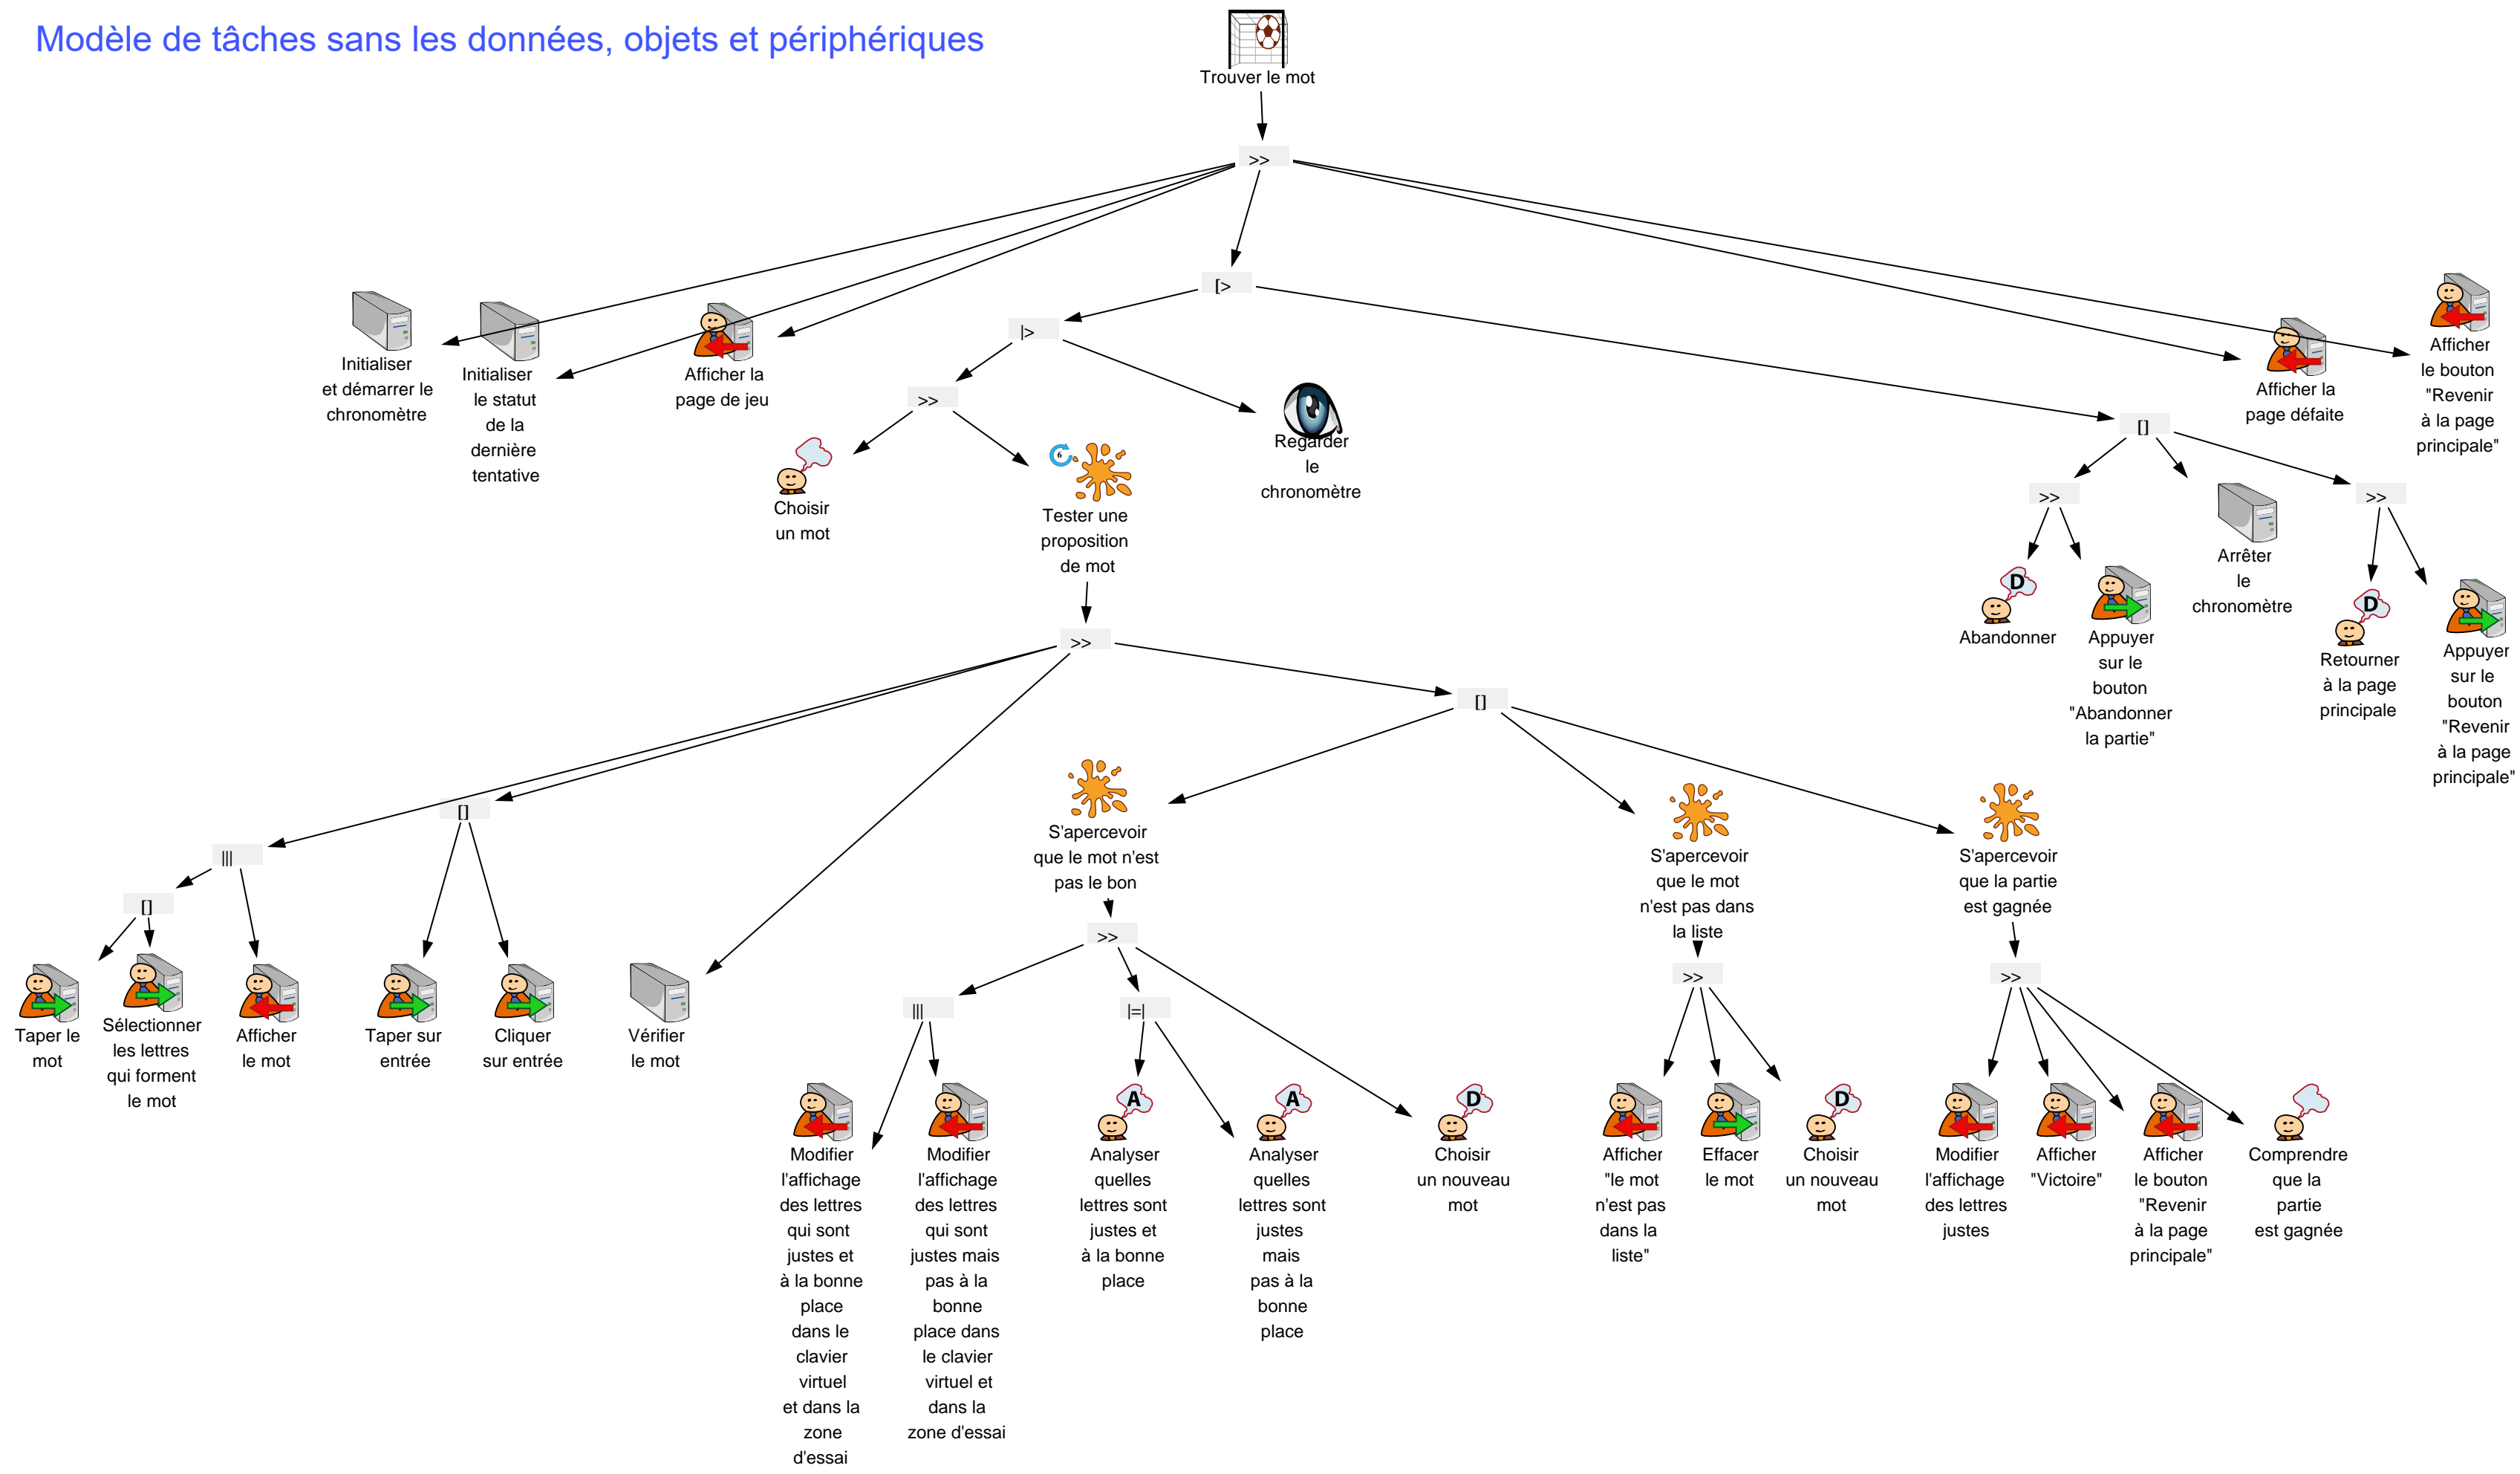 Modèle de tâches sans les données, objets et périphériques
Trouver le mot
>>
[>
|>
>>
Initialiser
et démarrer le
chronomètre
Initialiser
le statut
de la
dernière
tentative
Afficher la
page de jeu
Choisir
un mot
6
Tester une
proposition
de mot
Regarder
le
chronomètre
Afficher la
page défaite
Afficher
le bouton
"Revenir
à la page
principale"
[]
>>
>>
D
Abandonner
Appuyer
sur le
bouton
"Abandonner
la partie"
Arrêter
le
chronomètre
D
Retourner
à la page
principale
Appuyer
sur le
bouton
"Revenir
à la page
principale"
>>
[]
[]
|||
[]
Taper le
mot
Sélectionner
les lettres
qui forment
le mot
Afficher
le mot
Taper sur
entrée
Cliquer
sur entrée
Vérifier
le mot
S'apercevoir
que le mot n'est
pas le bon
>>
|||
|=|
Modifier
l'affichage
des lettres
qui sont
justes et
à la bonne
place
dans le
clavier
virtuel
et dans la
zone
d'essai
Modifier
l'affichage
des lettres
qui sont
justes mais
pas à la
bonne
place dans
le clavier
virtuel et
dans la
zone d'essai
A
Analyser
quelles
lettres sont
justes et
à la bonne
place
A
Analyser
quelles
lettres sont
justes
mais
pas à la
bonne
place
D
Choisir
un nouveau
mot
S'apercevoir
que le mot
n'est pas dans
la liste
>>
Afficher
"le mot
n'est pas
dans la
liste"
Effacer
le mot
D
Choisir
un nouveau
mot
S'apercevoir
que la partie
est gagnée
>>
Modifier
l'affichage
des lettres
justes
Afficher
"Victoire"
Afficher
le bouton
"Revenir
à la page
principale"
Comprendre
que la
partie
est gagnée